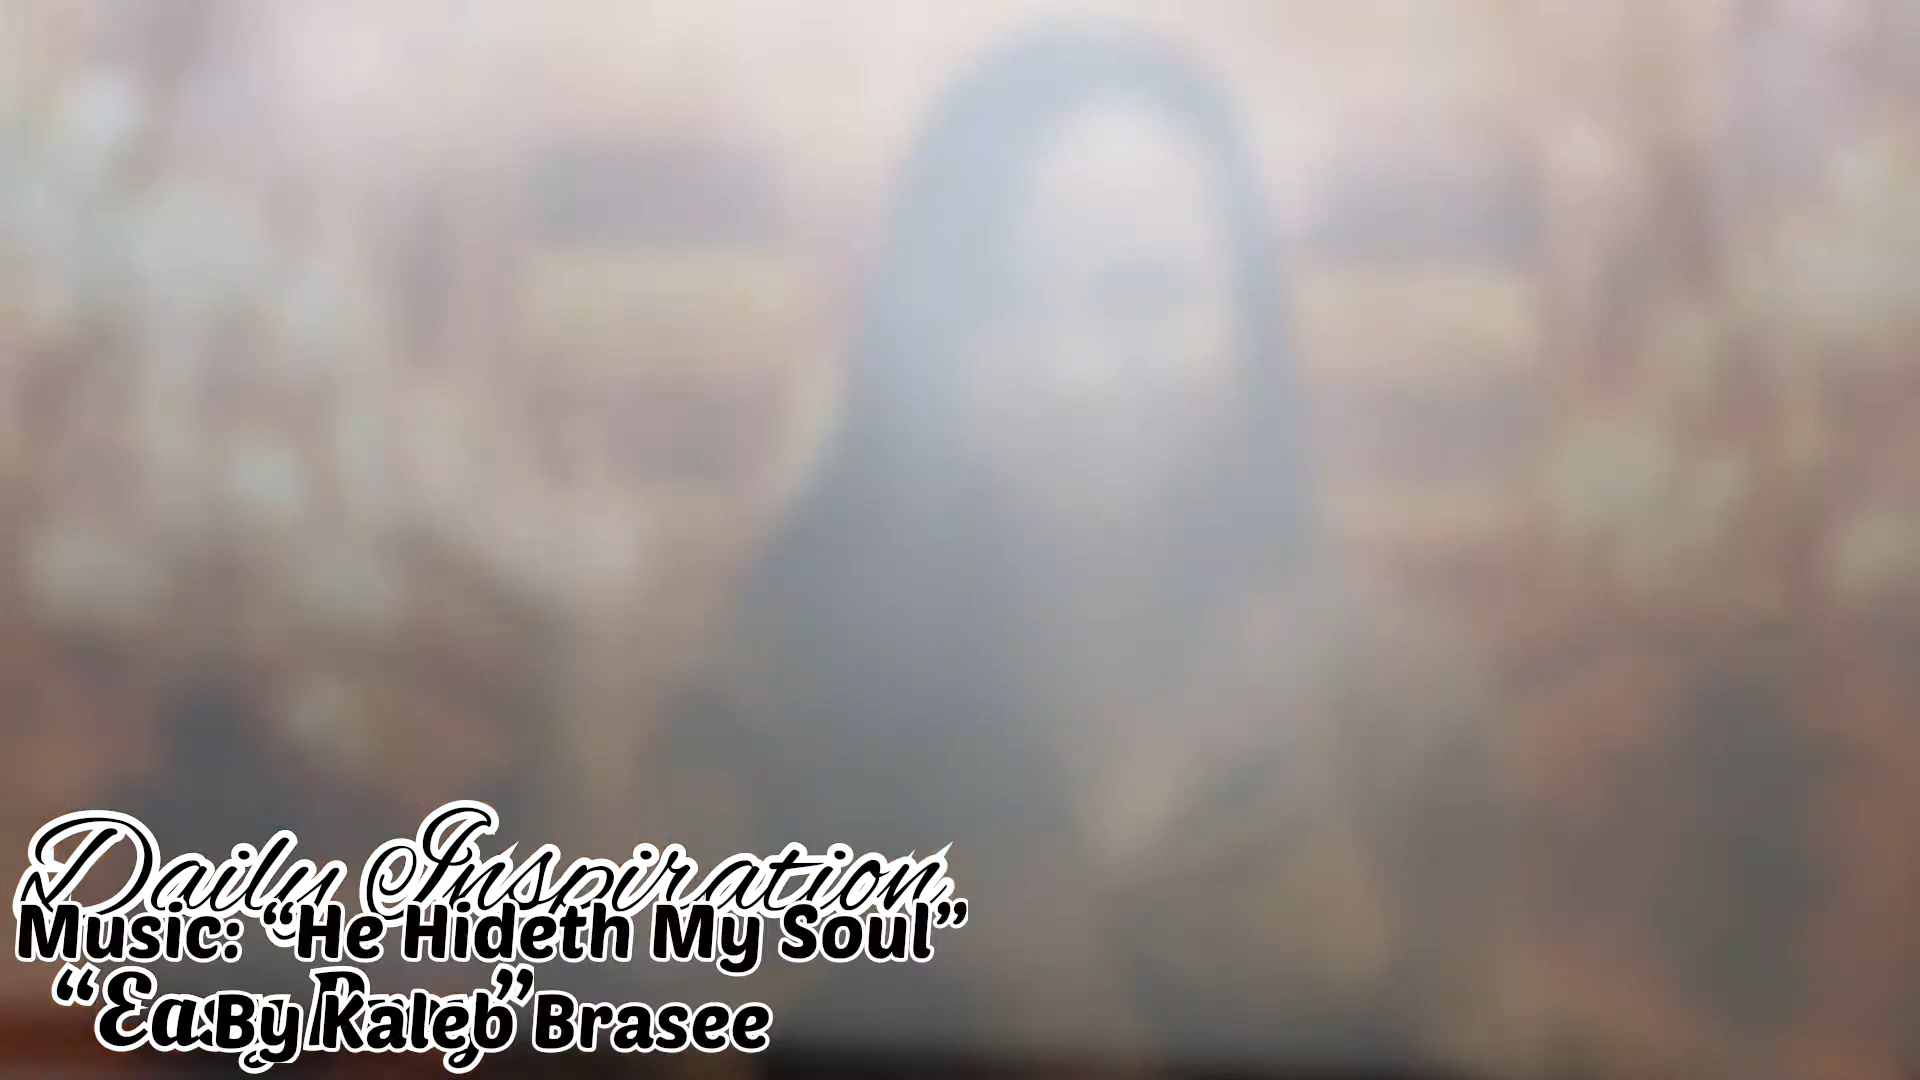 Daily Inspiration
Music: “He Hideth My Soul”
By Kaleb Brasee